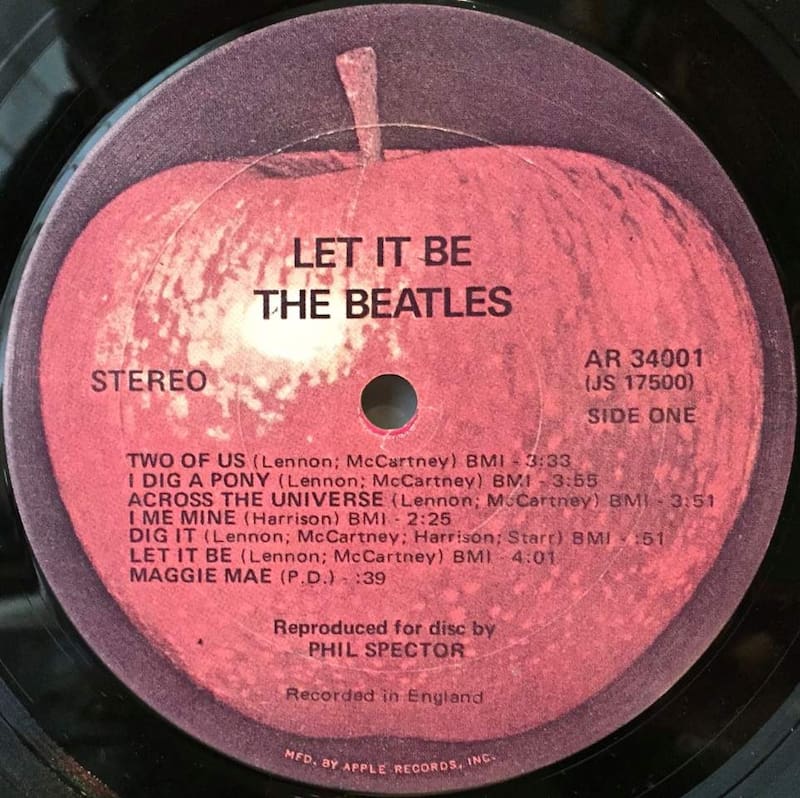 LET IT BE
THE BEATLES
STEREO
AR 34001
(JS 17500)
SIDE ONE
TWO OF US (Lennon; McCartney) BMI - 3:33
I DIG A PONY (Lennon; McCartney) BMI - 3:55
ACROSS THE UNIVERSE (Lennon; McCartney) BMI - 3:51
I ME MINE (Harrison) BMI - 2:25
DIG IT (Lennon; McCartney; Harrison; Starr) BMI - :51
LET IT BE (Lennon; McCartney) BMI - 4:01
MAGGIE MAE (P.D.) - :39
Reproduced for disc by
PHIL SPECTOR
Recorded in England
MFD. BY APPLE RECORDS, INC.